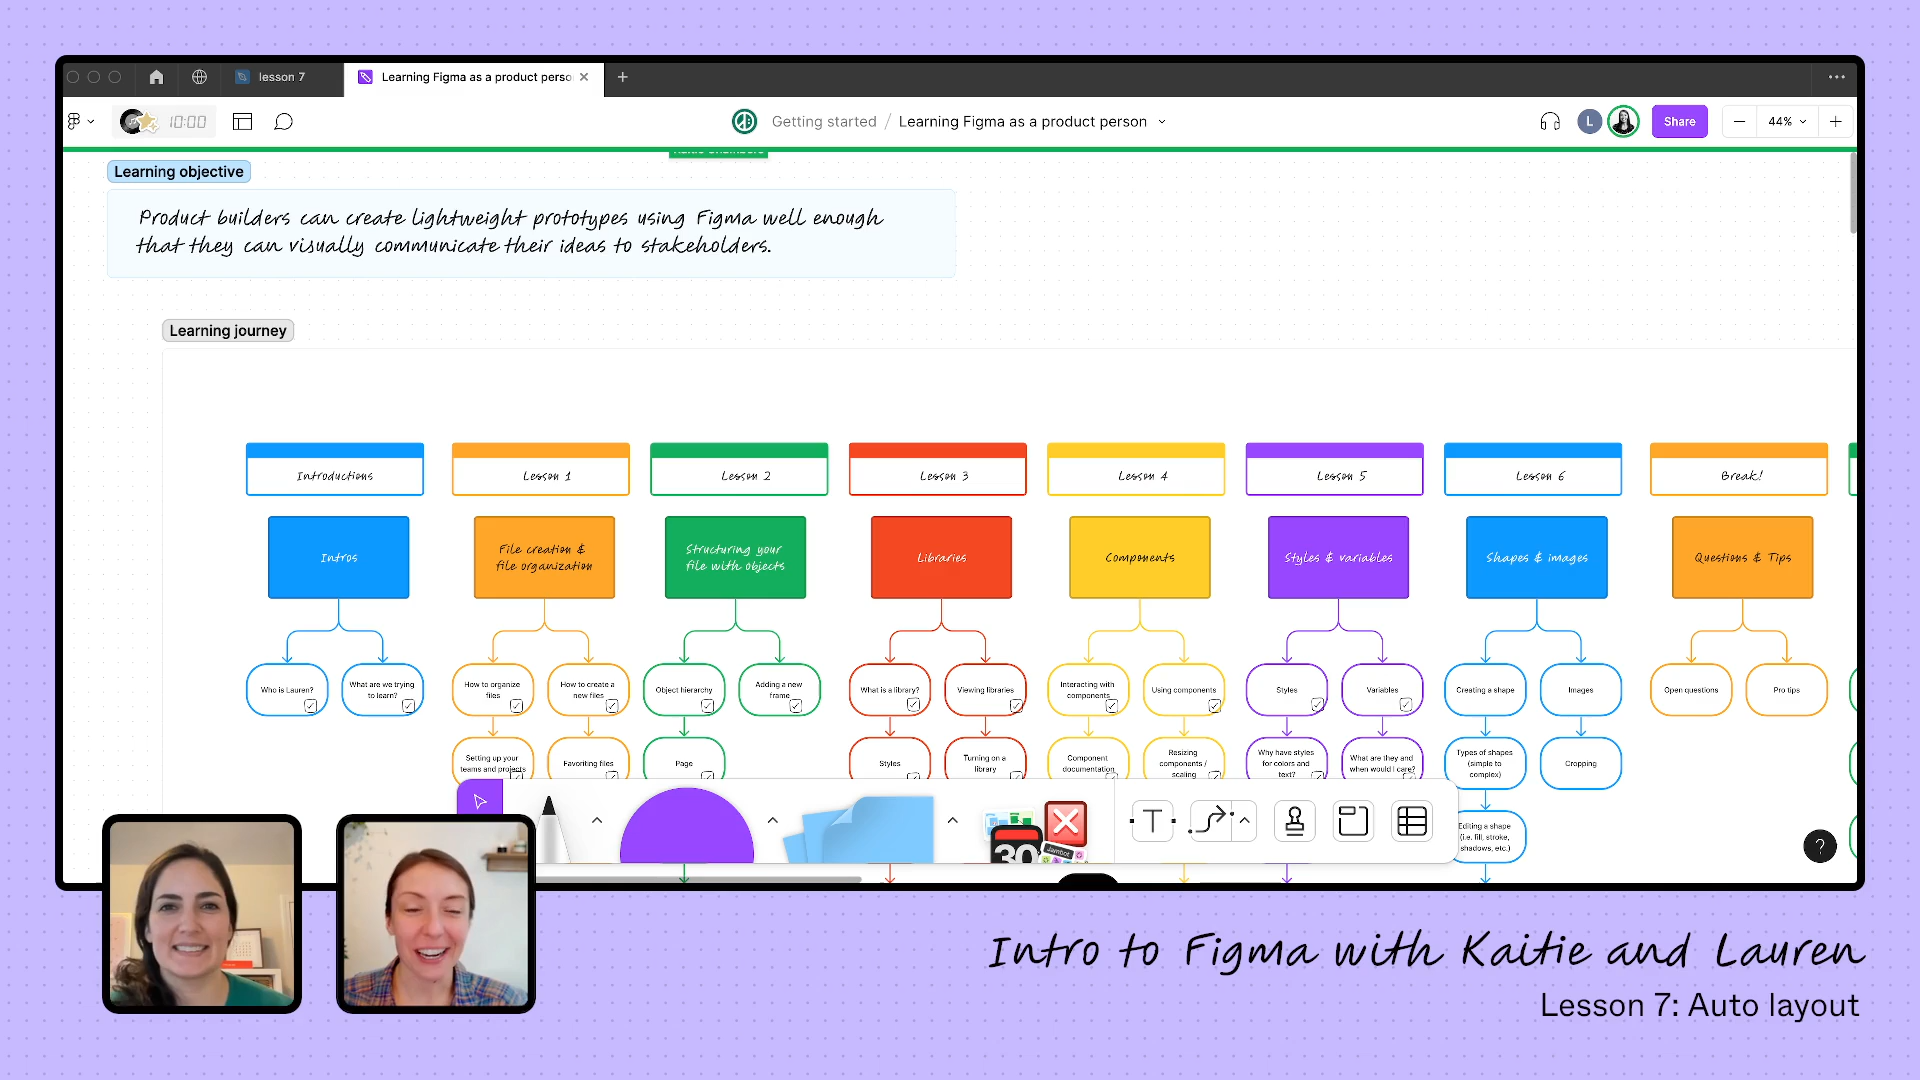 lesson 7
Learning Figma as a product perso
10:00
Getting started / Learning Figma as a product person
L
Share
44%
Learning objective
Product builders can create lightweight prototypes using Figma well enough
that they can visually communicate their ideas to stakeholders.
Learning journey
Introductions
Lesson 1
Lesson 2
Lesson 3
Lesson 4
Lesson 5
Lesson 6
Break!
Intros
File creation &
file organization
Structuring your
file with objects
Libraries
Components
Styles & variables
Shapes & images
Questions & Tips
Who is Lauren?
What are we trying
to learn?
How to organize
files
How to create a
new files
Object hierarchy
Adding a new
frame
What is a library?
Viewing libraries
Interacting with
components
Using components
Styles
Variables
Creating a shape
Images
Open questions
Pro tips
Setting up your
teams and projects
Favoriting files
Page
Styles
Turning on a
library
Component
documentation
Resizing
components /
scaling
Why have styles
for colors and
text?
What are they and
when would I care?
Types of shapes
(simple to
complex)
Cropping
Editing a shape
(i.e. fill, stroke,
shadows, etc.)
30
Jambot
T
?
Intro to Figma with Kaitie and Lauren
Lesson 7: Auto layout